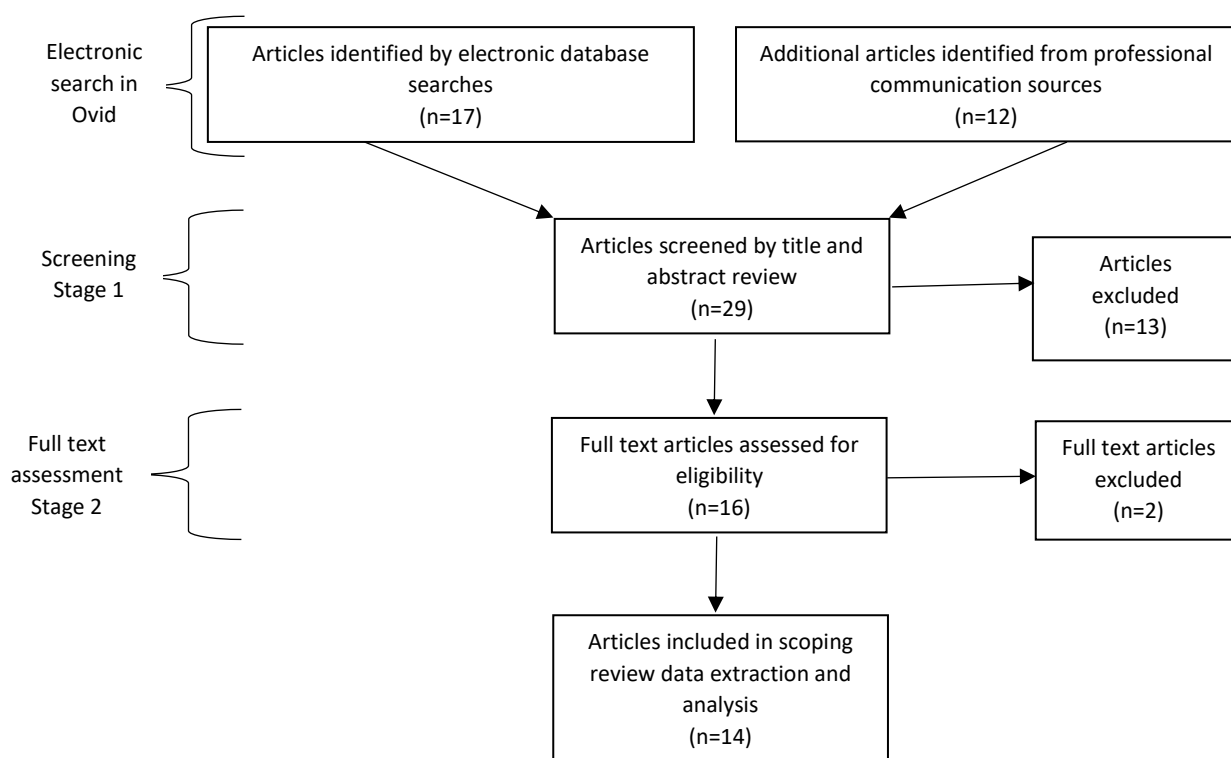 Electronic
search in
Ovid
Articles identified by electronic database
searches
(n=17)
Additional articles identified from professional
communication sources
(n=12)
Screening
Stage 1
Articles screened by title and
abstract review
(n=29)
Articles
excluded
(n=13)
Full text
assessment
Stage 2
Full text articles assessed for
eligibility
(n=16)
Full text articles
excluded
(n=2)
Articles included in scoping
review data extraction and
analysis
(n=14)